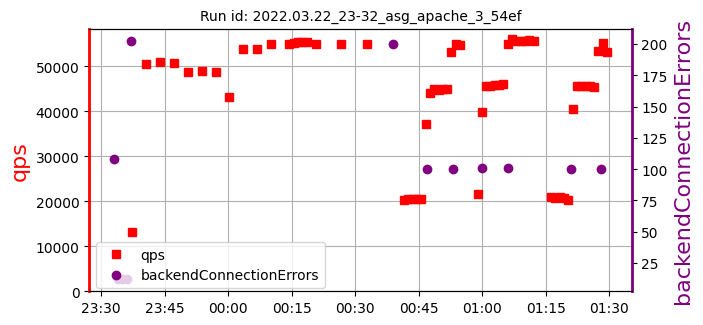 Run id: 2022.03.22_23-32_asg_apache_3_54ef
qps
50000
40000
30000
20000
10000
0
200
175
150
125
100
75
50
25
backendConnectionErrors
qps
backendConnectionErrors
23:30 23:45 00:00 00:15 00:30 00:45 01:00 01:15 01:30